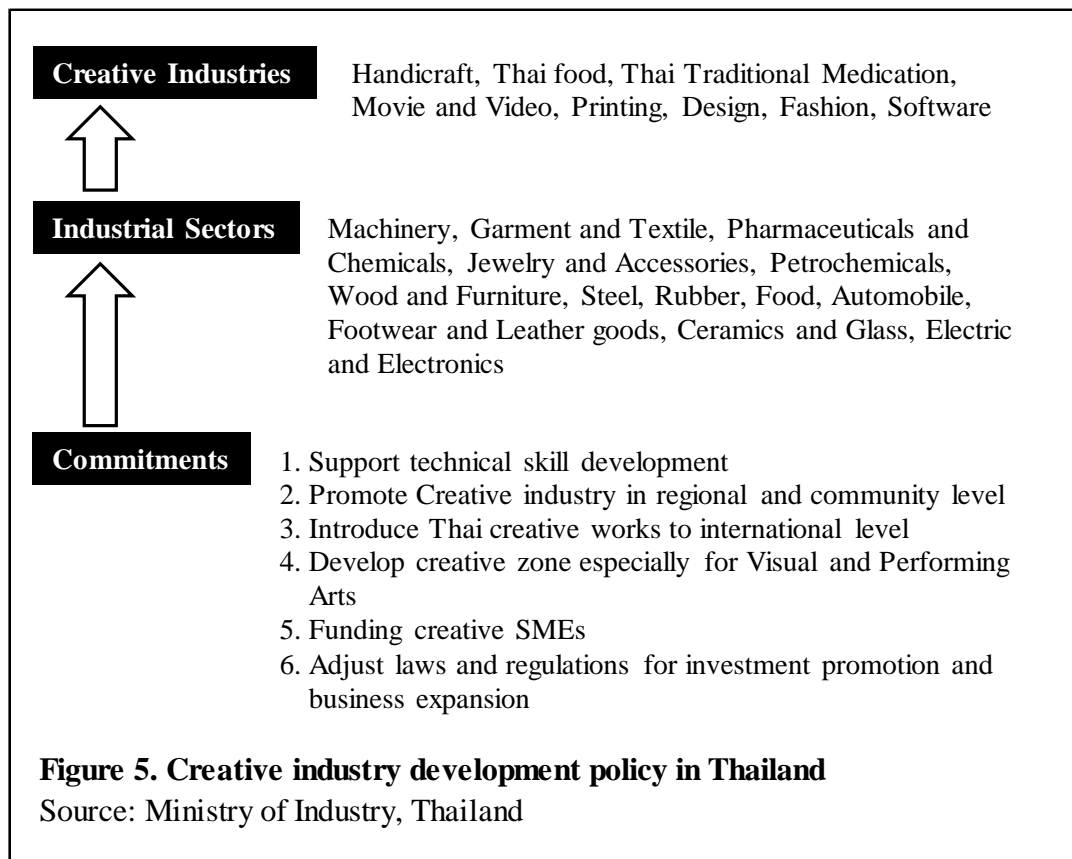 Creative Industries
Handicraft, Thai food, Thai Traditional Medication,
Movie and Video, Printing, Design, Fashion, Software
Industrial Sectors
Machinery, Garment and Textile, Pharmaceuticals and
Chemicals, Jewelry and Accessories, Petrochemicals,
Wood and Furniture, Steel, Rubber, Food, Automobile,
Footwear and Leather goods, Ceramics and Glass, Electric
and Electronics
Commitments
1. Support technical skill development
2. Promote Creative industry in regional and community level
3. Introduce Thai creative works to international level
4. Develop creative zone especially for Visual and Performing
Arts
5. Funding creative SMEs
6. Adjust laws and regulations for investment promotion and
business expansion
Figure 5. Creative industry development policy in Thailand
Source: Ministry of Industry, Thailand